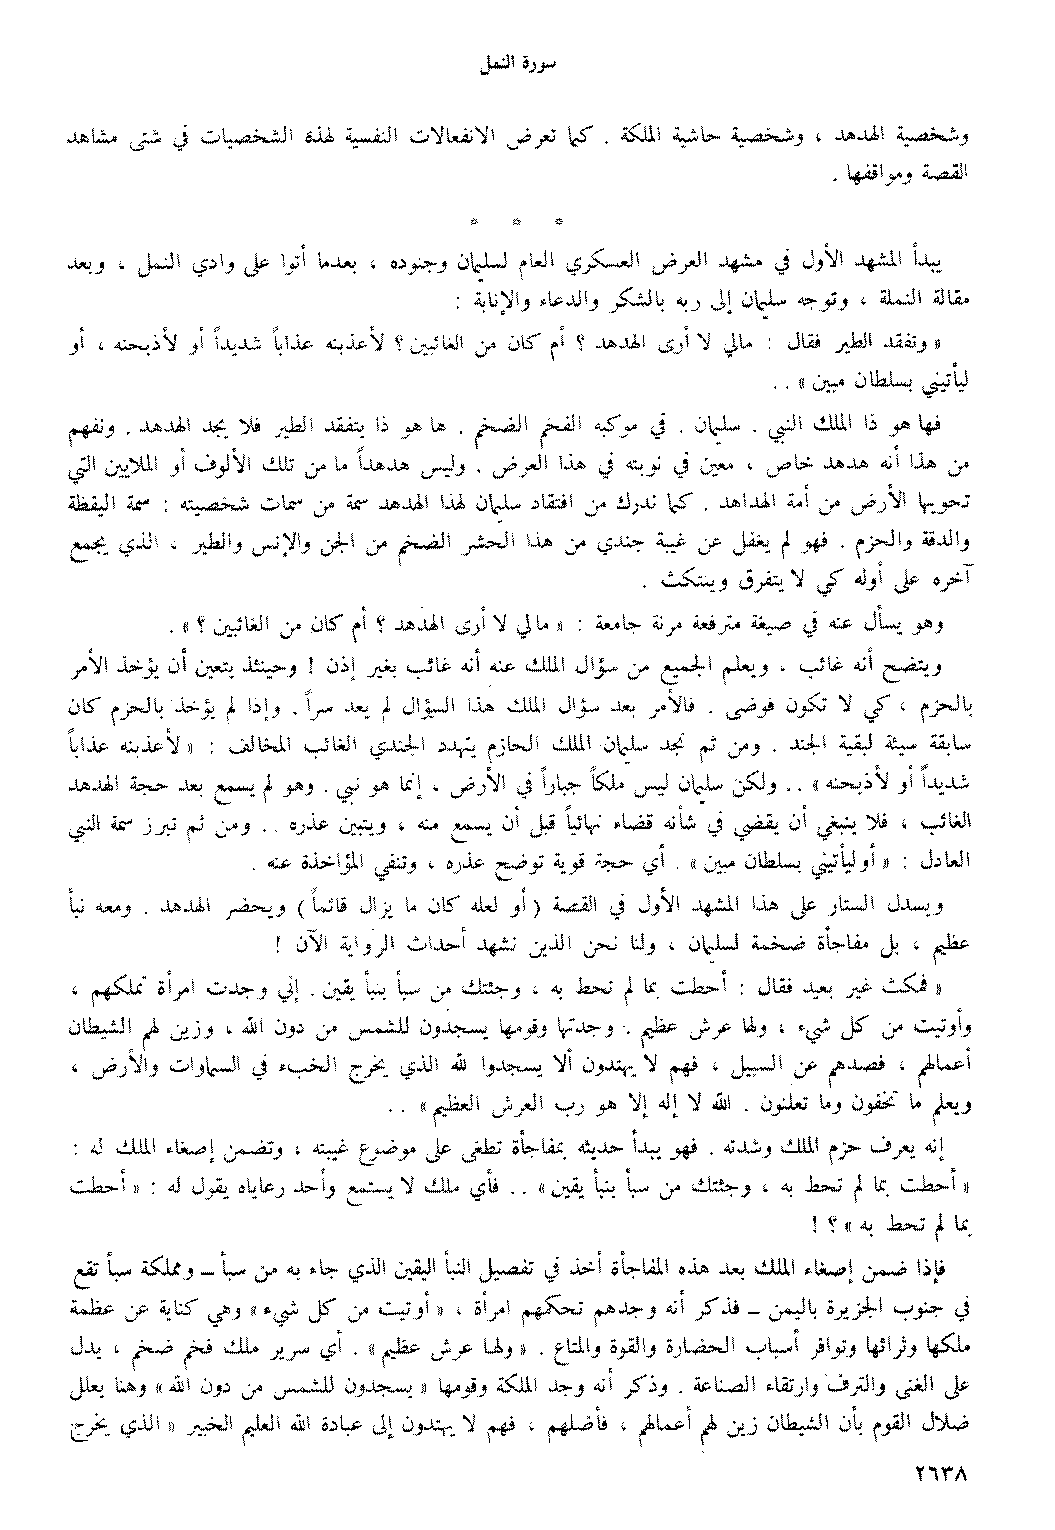 سورة النمل
وشخصية الهدهد ، وشخصية حاشية الملكة . كما تعرض الانفعالات النفسية لهذه الشخصيات في شتى مشاهد
القصة ومواقفها .
* * *
يبدأ المشهد الأول في مشهد العرض العسكري العام لسليمان وجنوده ، بعدما أتوا على وادي النمل ، وبعد
مقالة النملة ، وتوجه سليمان إلى ربه بالشكر والدعاء والإنابة :
« وتفقد الطير فقال : مالي لا أرى الهدهد ؟ أم كان من الغائبين ؟ لأعذبنه عذاباً شديداً أو لأذبحنه ، أو
ليأتيني بسلطان مبين » ..
فها هو ذا الملك النبي . سليمان . في موكبه الفخم الضخم . ها هو ذا يتفقد الطير فلا يجد الهدهد . ونفهم
من هذا أنه هدهد خاص ، معين في نوبته في هذا العرض . وليس هدهداً ما من تلك الألوف أو الملايين التي
تحويها الأرض من أمة الهداهد . كما ندرك من افتقاد سليمان لهذا الهدهد سمة من سمات شخصيته : سمة اليقظة
والدقة والحزم . فهو لم يغفل عن غيبة جندي من هذا الحشر الضخم من الجن والإنس والطير ، الذي يجمع
آخره على أوله كي لا يتفرق وينتكث .
وهو يسأل عنه في صيغة مترفعة مرنة جامعة : « مالي لا أرى الهدهد ؟ أم كان من الغائبين ؟ » .
ويتضح أنه غائب ، ويعلم الجميع من سؤال الملك عنه أنه غائب بغير إذن ! وحينئذ يتعين أن يؤخذ الأمر
بالحزم ، كي لا تكون فوضى . فالأمر بعد سؤال الملك هذا السؤال لم يعد سراً . وإذا لم يؤخذ بالحزم كان
سابقة سيئة لبقية الجند . ومن ثم نجد سليمان الملك الحازم يتهدد الجندي الغائب المخالف : « لأعذبنه عذاباً
شديداً أو لأذبحنه » .. ولكن سليمان ليس ملكاً جباراً في الأرض ، إنما هو نبي . وهو لم يسمع بعد حجة الهدهد
الغائب ، فلا ينبغي أن يقضي في شأنه قضاء نهائياً قبل أن يسمع منه ، ويتبين عذره .. ومن ثم تبرز سمة النبي
العادل : « أو ليأتيني بسلطان مبين » . أي حجة قوية توضح عذره ، وتنفي المؤاخذة عنه .
ويسدل الستار على هذا المشهد الأول في القصة ( أو لعله كان ما يزال قائماً ) ويحضر الهدهد . ومعه نبأ
عظيم ، بل مفاجأة ضخمة لسليمان ، ولنا نحن الذين نشهد أحداث الرواية الآن !
« فمكث غير بعيد فقال : أحطت بما لم تحط به ، وجئتك من سبأ بنبأ يقين . إني وجدت امرأة تملكهم ،
وأوتيت من كل شيء ، ولها عرش عظيم . وجدتها وقومها يسجدون للشمس من دون الله ، وزين لهم الشيطان
أعمالهم ، فصدهم عن السبيل ، فهم لا يهتدون ألا يسجدوا لله الذي يخرج الخبء في السماوات والأرض ،
ويعلم ما تخفون وما تعلنون . الله لا إله إلا هو رب العرش العظيم » ..
إنه يعرف حزم الملك وشدته . فهو يبدأ حديثه بمفاجأة تطغى على موضوع غيبته ، وتضمن إصغاء الملك له :
« أحطت بما لم تحط به ، وجئتك من سبأ بنبأ يقين » .. فأي ملك لا يستمع وأحد رعاياه يقول له : « أحطت
بما لم تحط به » ؟ !
فإذا ضمن إصغاء الملك بعد هذه المفاجأة أخذ في تفصيل النبأ اليقين الذي جاء به من سبأ ــ ومملكة سبأ تقع
في جنوب الجزيرة باليمن ــ فذكر أنه وجدهم تحكمهم امرأة ، « أوتيت من كل شيء » وهي كناية عن عظمة
ملكها وثرائها وتوافر أسباب الحضارة والقوة والمتاع . « ولها عرش عظيم » . أي سرير ملك فخم ضخم ، يدل
على الغنى والترف وارتقاء الصناعة . وذكر أنه وجد الملكة وقومها « يسجدون للشمس من دون الله » وهنا يعلل
ضلال القوم بأن الشيطان زين لهم أعمالهم ، فأضلهم ، فهم لا يهتدون إلى عبادة الله العليم الخبير « الذي يخرج
٢٦٣٨